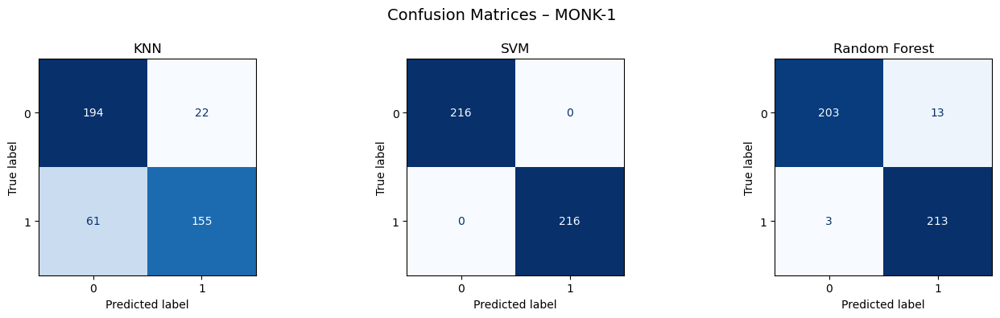 Confusion Matrices – MONK-1
KNN
True label
0
194
22
1
61
155
0
1
Predicted label
SVM
True label
0
216
0
1
0
216
0
1
Predicted label
Random Forest
True label
0
203
13
1
3
213
0
1
Predicted label